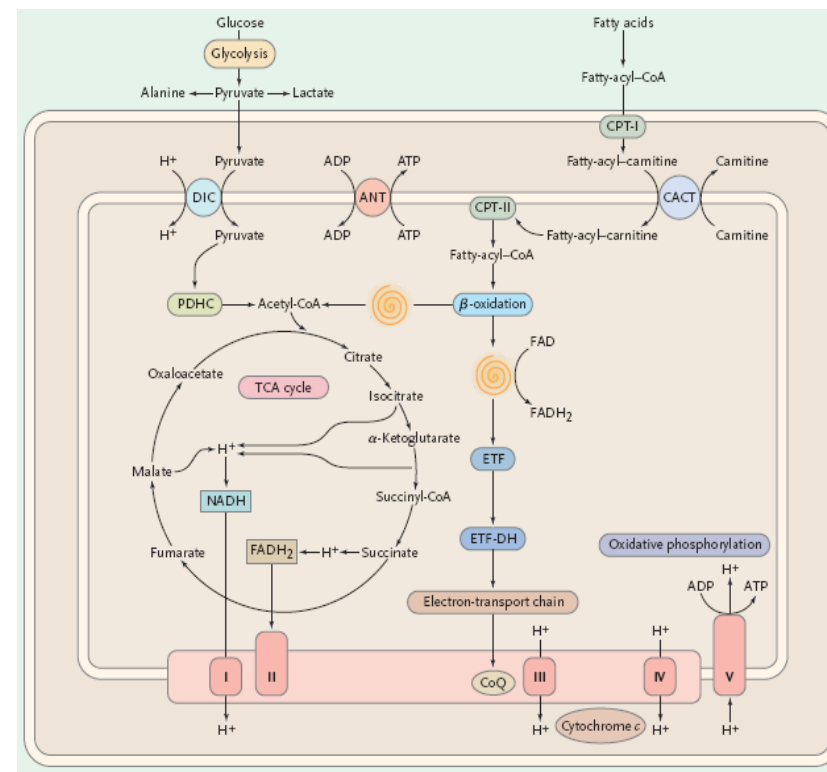 Glucose
Fatty acids
Glycolysis
Fatty-acyl–CoA
Alanine Pyruvate Lactate
CPT-I
H+ Pyruvate ADP ATP Fatty-acyl–carnitine Carnitine
DIC ANT CACT
CPT-II
H+ Pyruvate ADP ATP Fatty-acyl–carnitine Carnitine
Fatty-acyl–CoA
PDHC Acetyl-CoA β-oxidation
FAD
Citrate
Oxaloacetate
TCA cycle
Isocitrate
FADH2
α-Ketoglutarate
H+
ETF
Malate
NADH
Succinyl-CoA
ETF-DH
Oxidative phosphorylation
Fumarate FADH2 H+ Succinate
H+
ADP ATP
Electron-transport chain
H+ H+
I II CoQ III IV V
H+ H+ Cytochrome c H+ H+